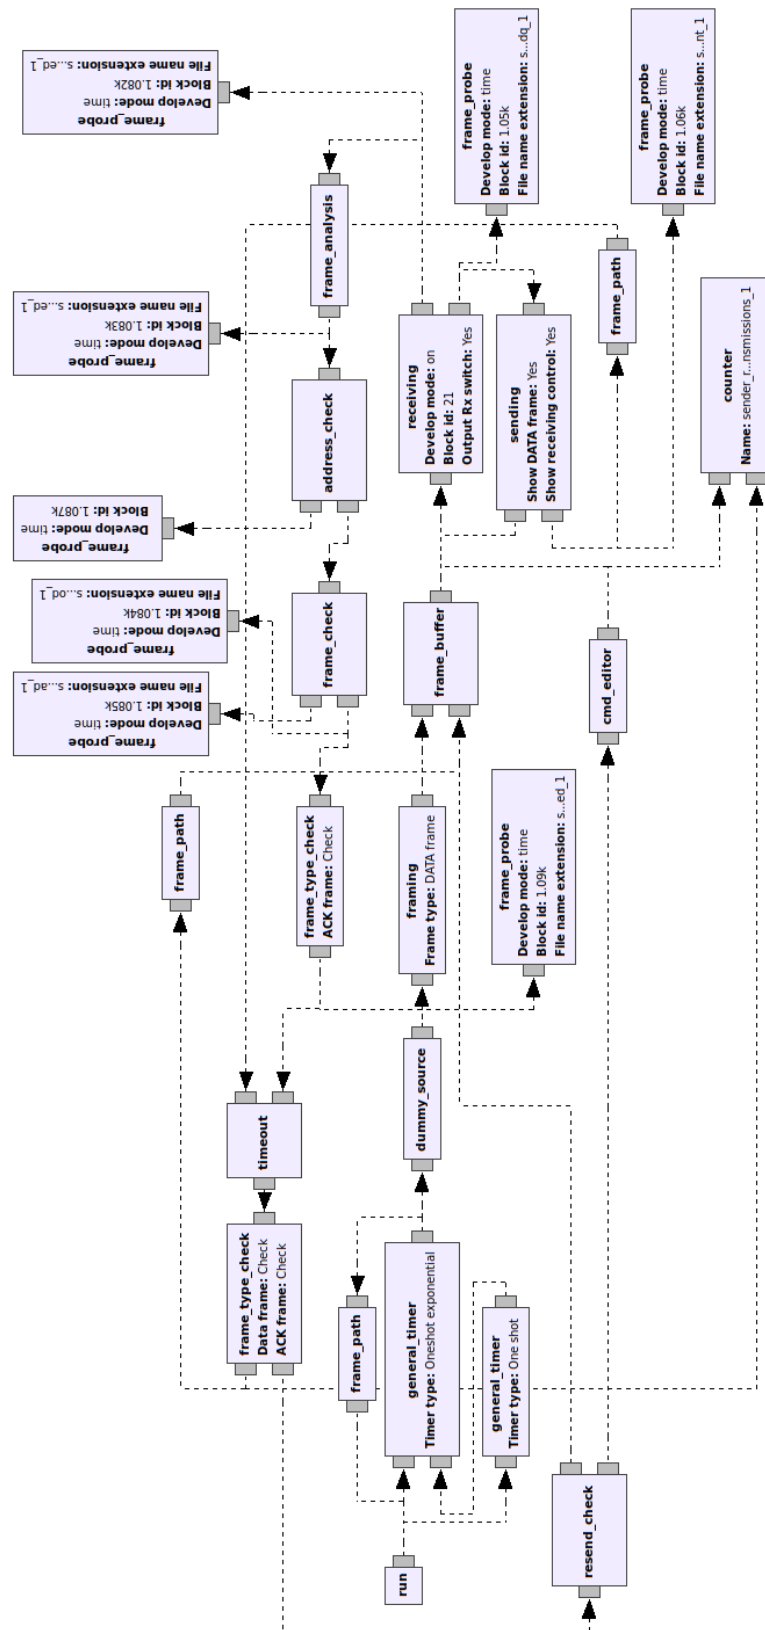 frame_probe
Develop mode: time
Block id: 1.082k
File name extension: s...ed_1
frame_probe
Develop mode: time
Block id: 1.05k
File name extension: s...dq_1
frame_probe
Develop mode: time
Block id: 1.06k
File name extension: s...nt_1
frame_analysis
frame_path
frame_probe
Develop mode: time
Block id: 1.083k
File name extension: s...ed_1
address_check
receiving
Develop mode: on
Block id: 21
Output Rx switch: Yes
sending
Show DATA frame: Yes
Show receiving control: Yes
counter
Name: sender_r...nsmissions_1
frame_probe
Develop mode: time
Block id: 1.087k
frame_probe
Develop mode: time
Block id: 1.084k
File name extension: s...od_1
frame_check
frame_buffer
cmd_editor
frame_probe
Develop mode: time
Block id: 1.085k
File name extension: s...ad_1
frame_path
frame_type_check
ACK frame: Check
framing
Frame type: DATA frame
frame_probe
Develop mode: time
Block id: 1.09k
File name extension: s...ed_1
dummy_source
timeout
frame_type_check
Data frame: Check
ACK frame: Check
frame_path
general_timer
Timer type: Oneshot exponential
general_timer
Timer type: One shot
run
resend_check